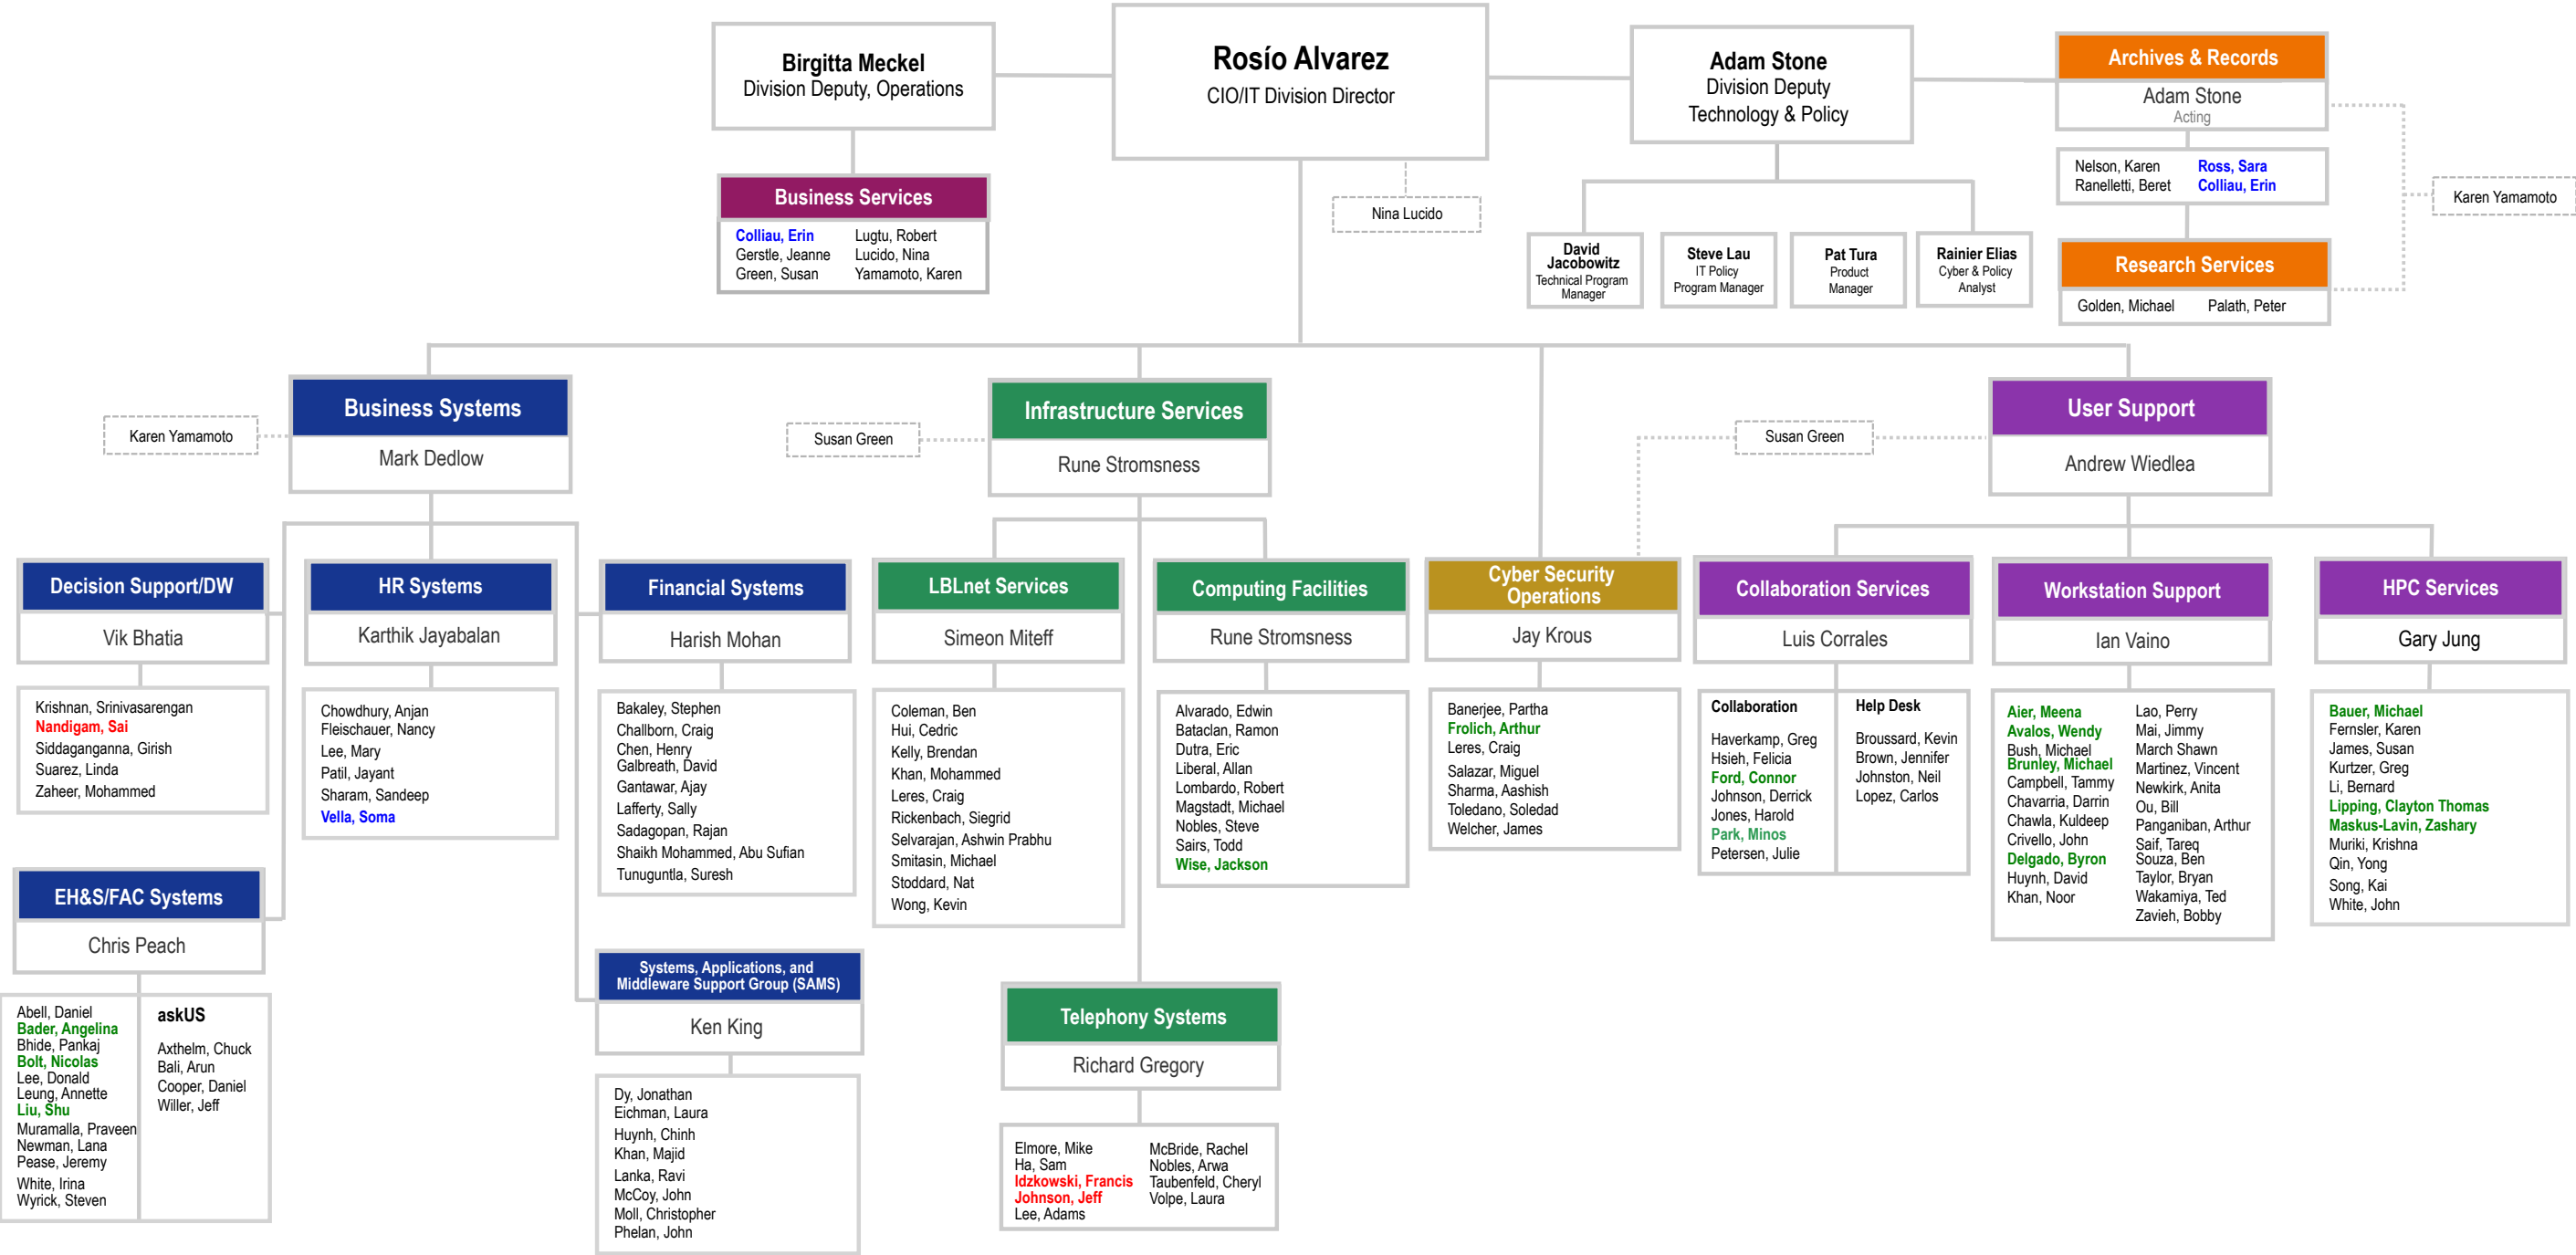 Birgitta Meckel
Division Deputy, Operations
Rosío Alvarez
CIO/IT Division Director
Adam Stone
Division Deputy
Technology & Policy
Archives & Records
Adam Stone
Acting
Nelson, Karen
Ranelletti, Beret
Ross, Sara
Colliau, Erin
Karen Yamamoto
Business Services
Colliau, Erin
Gerstle, Jeanne
Green, Susan
Lugtu, Robert
Lucido, Nina
Yamamoto, Karen
Nina Lucido
David
Jacobowitz
Technical Program
Manager
Steve Lau
IT Policy
Program Manager
Pat Tura
Product
Manager
Rainier Elias
Cyber & Policy
Analyst
Research Services
Golden, Michael
Palath, Peter
Karen Yamamoto
Business Systems
Mark Dedlow
Susan Green
Infrastructure Services
Rune Stromsness
Susan Green
User Support
Andrew Wiedlea
Decision Support/DW
Vik Bhatia
Krishnan, Srinivasarengan
Nandigam, Sai
Siddaganganna, Girish
Suarez, Linda
Zaheer, Mohammed
HR Systems
Karthik Jayabalan
Chowdhury, Anjan
Fleischauer, Nancy
Lee, Mary
Patil, Jayant
Sharam, Sandeep
Vella, Soma
Financial Systems
Harish Mohan
Bakaley, Stephen
Challborn, Craig
Chen, Henry
Galbreath, David
Gantawar, Ajay
Lafferty, Sally
Sadagopan, Rajan
Shaikh Mohammed, Abu Sufian
Tunuguntla, Suresh
LBLnet Services
Simeon Miteff
Coleman, Ben
Hui, Cedric
Kelly, Brendan
Khan, Mohammed
Leres, Craig
Rickenbach, Siegrid
Selvarajan, Ashwin Prabhu
Smitasin, Michael
Stoddard, Nat
Wong, Kevin
Computing Facilities
Rune Stromsness
Alvarado, Edwin
Bataclan, Ramon
Dutra, Eric
Liberal, Allan
Lombardo, Robert
Magstadt, Michael
Nobles, Steve
Sairs, Todd
Wise, Jackson
Cyber Security
Operations
Jay Krous
Banerjee, Partha
Frolich, Arthur
Leres, Craig
Salazar, Miguel
Sharma, Aashish
Toledano, Soledad
Welcher, James
Collaboration Services
Luis Corrales
Collaboration
Haverkamp, Greg
Hsieh, Felicia
Ford, Connor
Johnson, Derrick
Jones, Harold
Park, Minos
Petersen, Julie
Help Desk
Broussard, Kevin
Brown, Jennifer
Johnston, Neil
Lopez, Carlos
Workstation Support
Ian Vaino
Aier, Meena
Avalos, Wendy
Bush, Michael
Brunley, Michael
Campbell, Tammy
Chavarria, Darrin
Chawla, Kuldeep
Crivello, John
Delgado, Byron
Huynh, David
Khan, Noor
Lao, Perry
Mai, Jimmy
March Shawn
Martinez, Vincent
Newkirk, Anita
Ou, Bill
Panganiban, Arthur
Saif, Tareq
Souza, Ben
Taylor, Bryan
Wakamiya, Ted
Zavieh, Bobby
HPC Services
Gary Jung
Bauer, Michael
Fernsler, Karen
James, Susan
Kurtzer, Greg
Li, Bernard
Lipping, Clayton Thomas
Maskus-Lavin, Zashary
Muriki, Krishna
Qin, Yong
Song, Kai
White, John
EH&S/FAC Systems
Chris Peach
Abell, Daniel
Bader, Angelina
Bhide, Pankaj
Bolt, Nicolas
Lee, Donald
Leung, Annette
Liu, Shu
Muramalla, Praveen
Newman, Lana
Pease, Jeremy
White, Irina
Wyrick, Steven
askUS
Axthelm, Chuck
Bali, Arun
Cooper, Daniel
Willer, Jeff
Systems, Applications, and
Middleware Support Group (SAMS)
Ken King
Dy, Jonathan
Eichman, Laura
Huynh, Chinh
Khan, Majid
Lanka, Ravi
McCoy, John
Moll, Christopher
Phelan, John
Telephony Systems
Richard Gregory
Elmore, Mike
Ha, Sam
Idzkowski, Francis
Johnson, Jeff
Lee, Adams
McBride, Rachel
Nobles, Arwa
Taubenfeld, Cheryl
Volpe, Laura